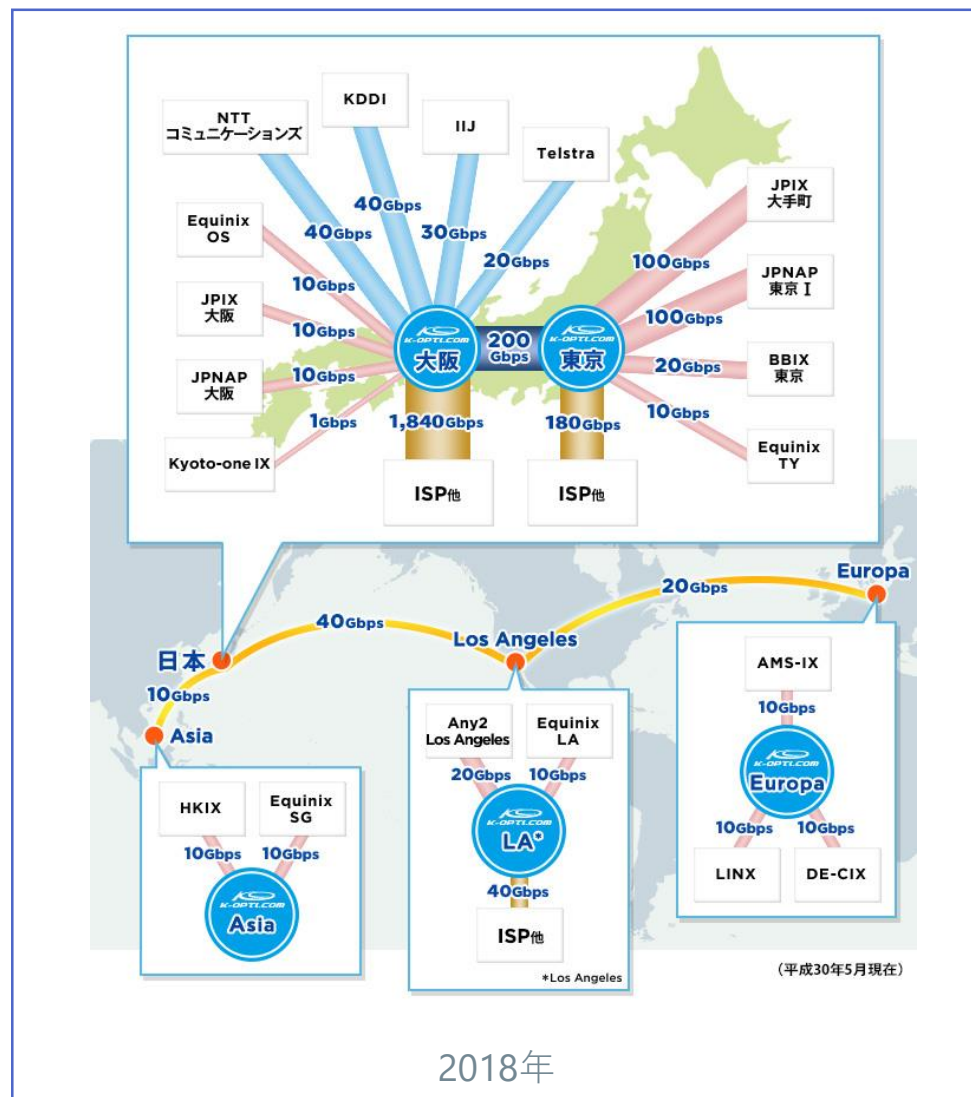 NTT
コミュニケーションズ
KDDI
IIJ
Telstra
JPIX
大手町
Equinix
OS
40Gbps
40Gbps
30Gbps
20Gbps
100Gbps
JPNAP
東京 I
10Gbps
JPIX
大阪
10Gbps
100Gbps
K-OPTI.COM
大阪
200
Gbps
K-OPTI.COM
東京
20Gbps
BBIX
東京
JPNAP
大阪
10Gbps
1Gbps
1,840Gbps
180Gbps
10Gbps
Kyoto-one IX
Equinix
TY
ISP他
ISP他
Europa
20Gbps
40Gbps
Los Angeles
日本
10Gbps
Asia
HKIX
Equinix
SG
10Gbps
10Gbps
K-OPTI.COM
Asia
Any2
Los Angeles
Equinix
LA
20Gbps
10Gbps
K-OPTI.COM
LA*
40Gbps
ISP他
*Los Angeles
AMS-IX
10Gbps
K-OPTI.COM
Europa
10Gbps
10Gbps
LINX
DE-CIX
(平成30年5月現在)
2018年